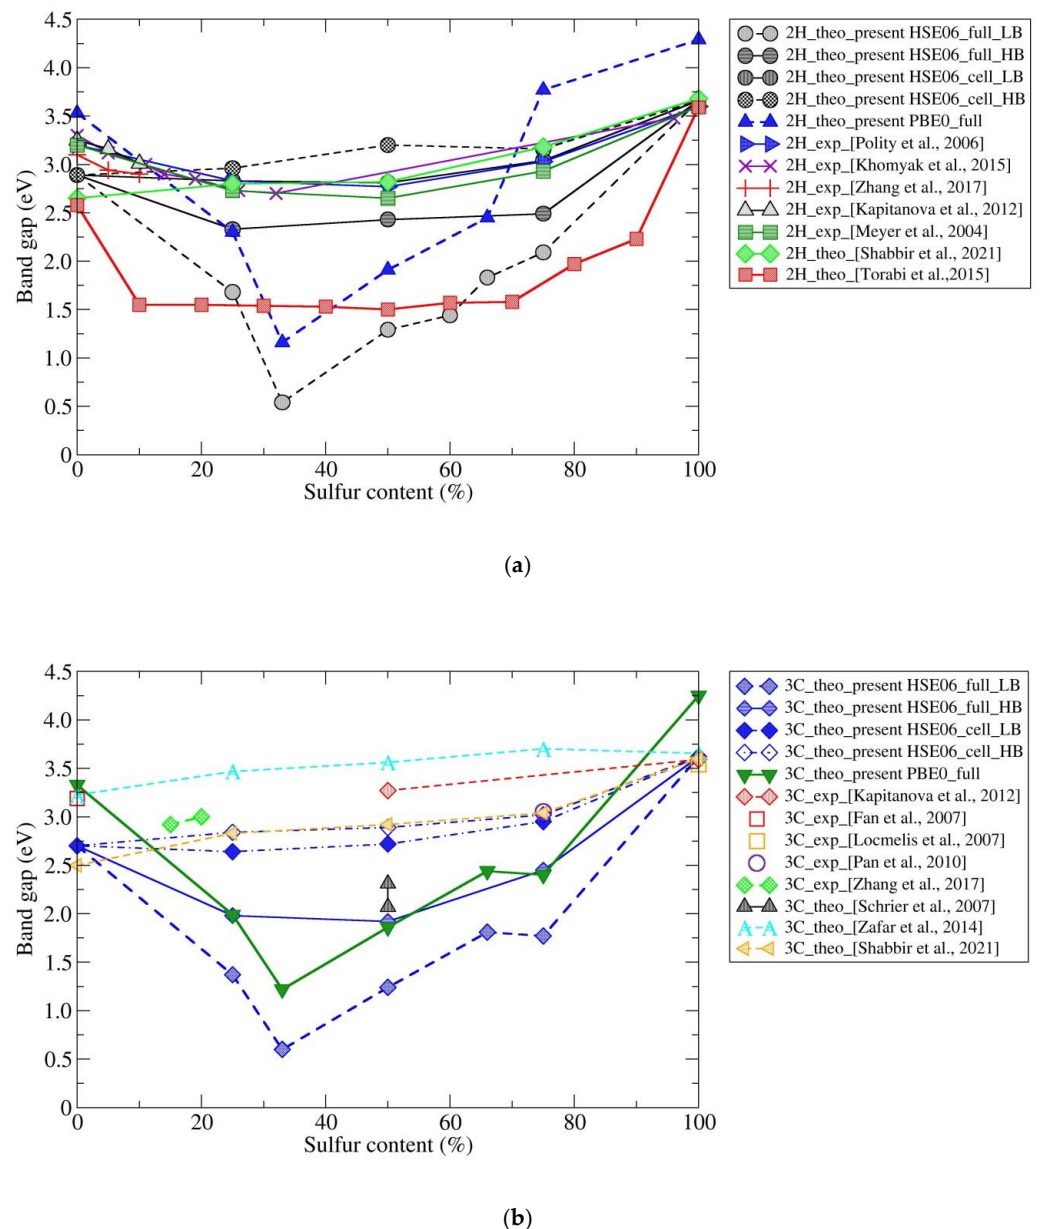 4.5
4.0
3.5
3.0
2.5
2.0
1.5
1.0
0.5
0
0 20 40 60 80 100
Band gap (eV)
Sulfur content (%)
2H_theo_present HSE06_full_LB
2H_theo_present HSE06_full_HB
2H_theo_present HSE06_cell_LB
2H_theo_present HSE06_cell_HB
2H_theo_present PBE0_full
2H_exp_[Polity et al., 2006]
2H_exp_[Khomyak et al., 2015]
2H_exp_[Zhang et al., 2017]
2H_exp_[Kapitanova et al., 2012]
2H_exp_[Meyer et al., 2004]
2H_theo_[Shabbir et al., 2021]
2H_theo_[Torabi et al.,2015]
(a)
4.5
4.0
3.5
3.0
2.5
2.0
1.5
1.0
0.5
0
0 20 40 60 80 100
Band gap (eV)
Sulfur content (%)
3C_theo_present HSE06_full_LB
3C_theo_present HSE06_full_HB
3C_theo_present HSE06_cell_LB
3C_theo_present HSE06_cell_HB
3C_theo_present PBE0_full
3C_exp_[Kapitanova et al., 2012]
3C_exp_[Fan et al., 2007]
3C_exp_[Locmelis et al., 2007]
3C_exp_[Pan et al., 2010]
3C_exp_[Zhang et al., 2017]
3C_theo_[Schrier et al., 2007]
3C_theo_[Zafar et al., 2014]
3C_theo_[Shabbir et al., 2021]
(b)